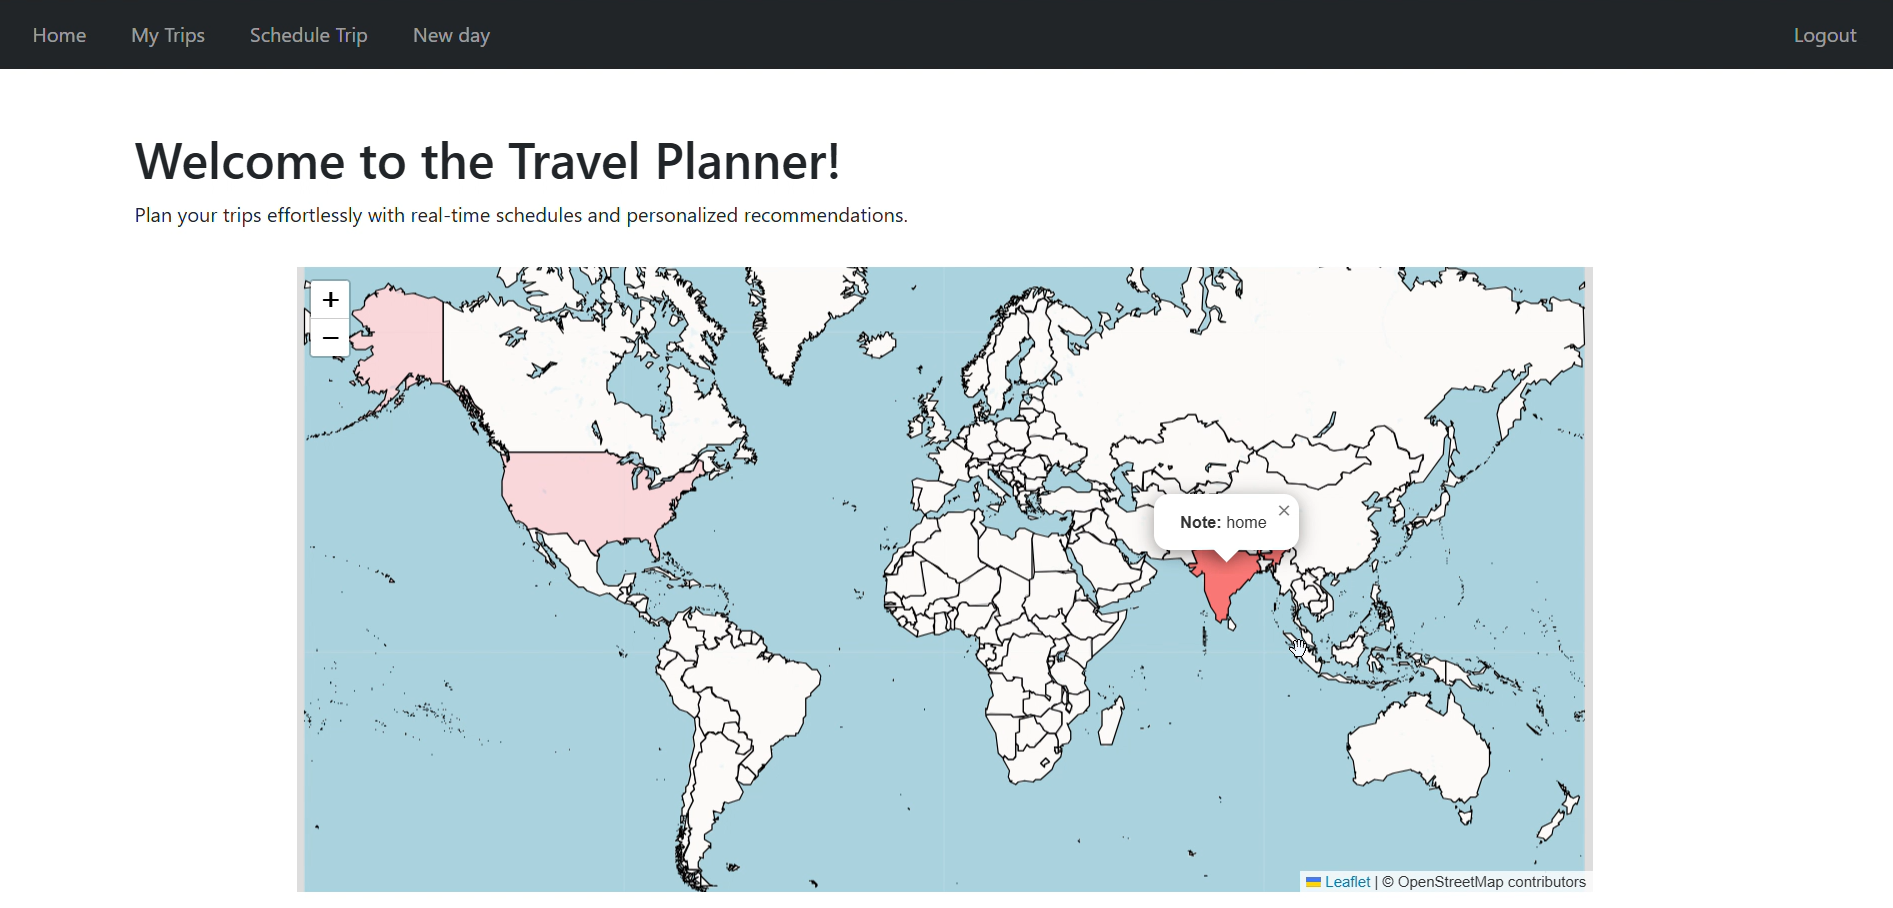 Home My Trips Schedule Trip New day Logout
Welcome to the Travel Planner!
Plan your trips effortlessly with real-time schedules and personalized recommendations.
+
−
Note: home ×
Leaflet | © OpenStreetMap contributors